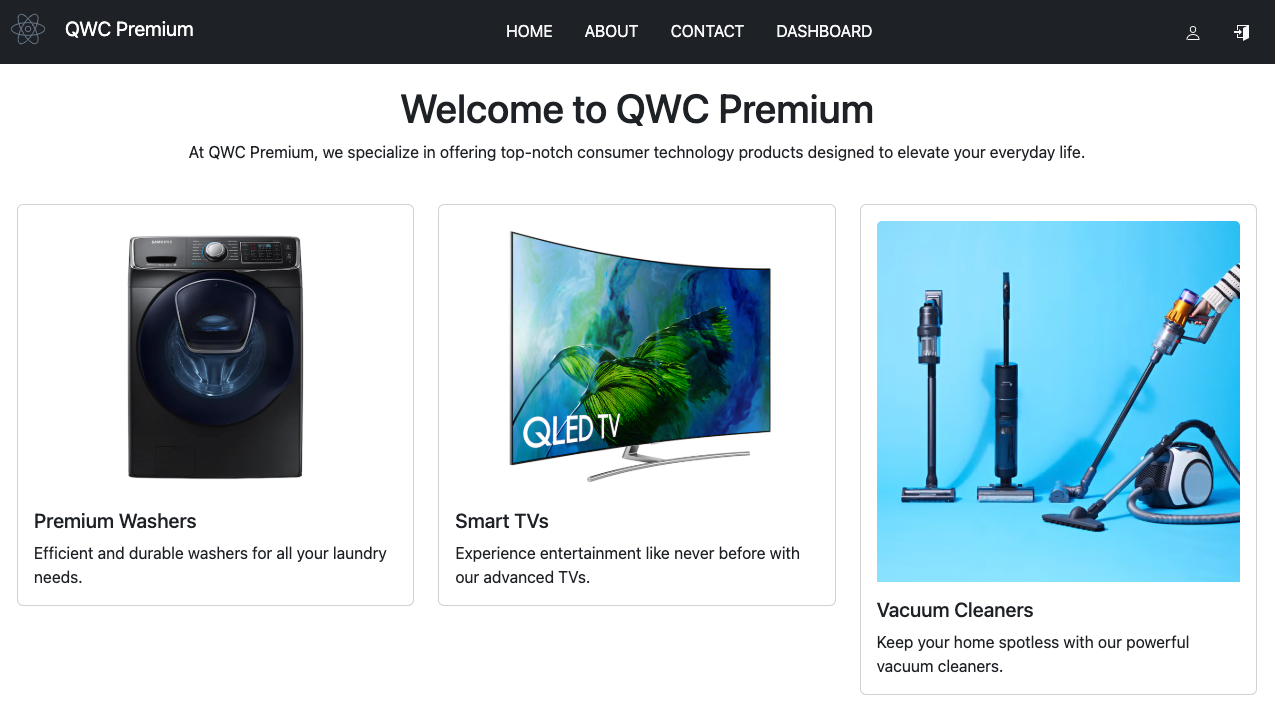 QWC Premium
HOME
ABOUT
CONTACT
DASHBOARD
Welcome to QWC Premium
At QWC Premium, we specialize in offering top-notch consumer technology products designed to elevate your everyday life.
SAMSUNG
QLED TV
Premium Washers
Efficient and durable washers for all your laundry
needs.
Smart TVs
Experience entertainment like never before with
our advanced TVs.
Vacuum Cleaners
Keep your home spotless with our powerful
vacuum cleaners.